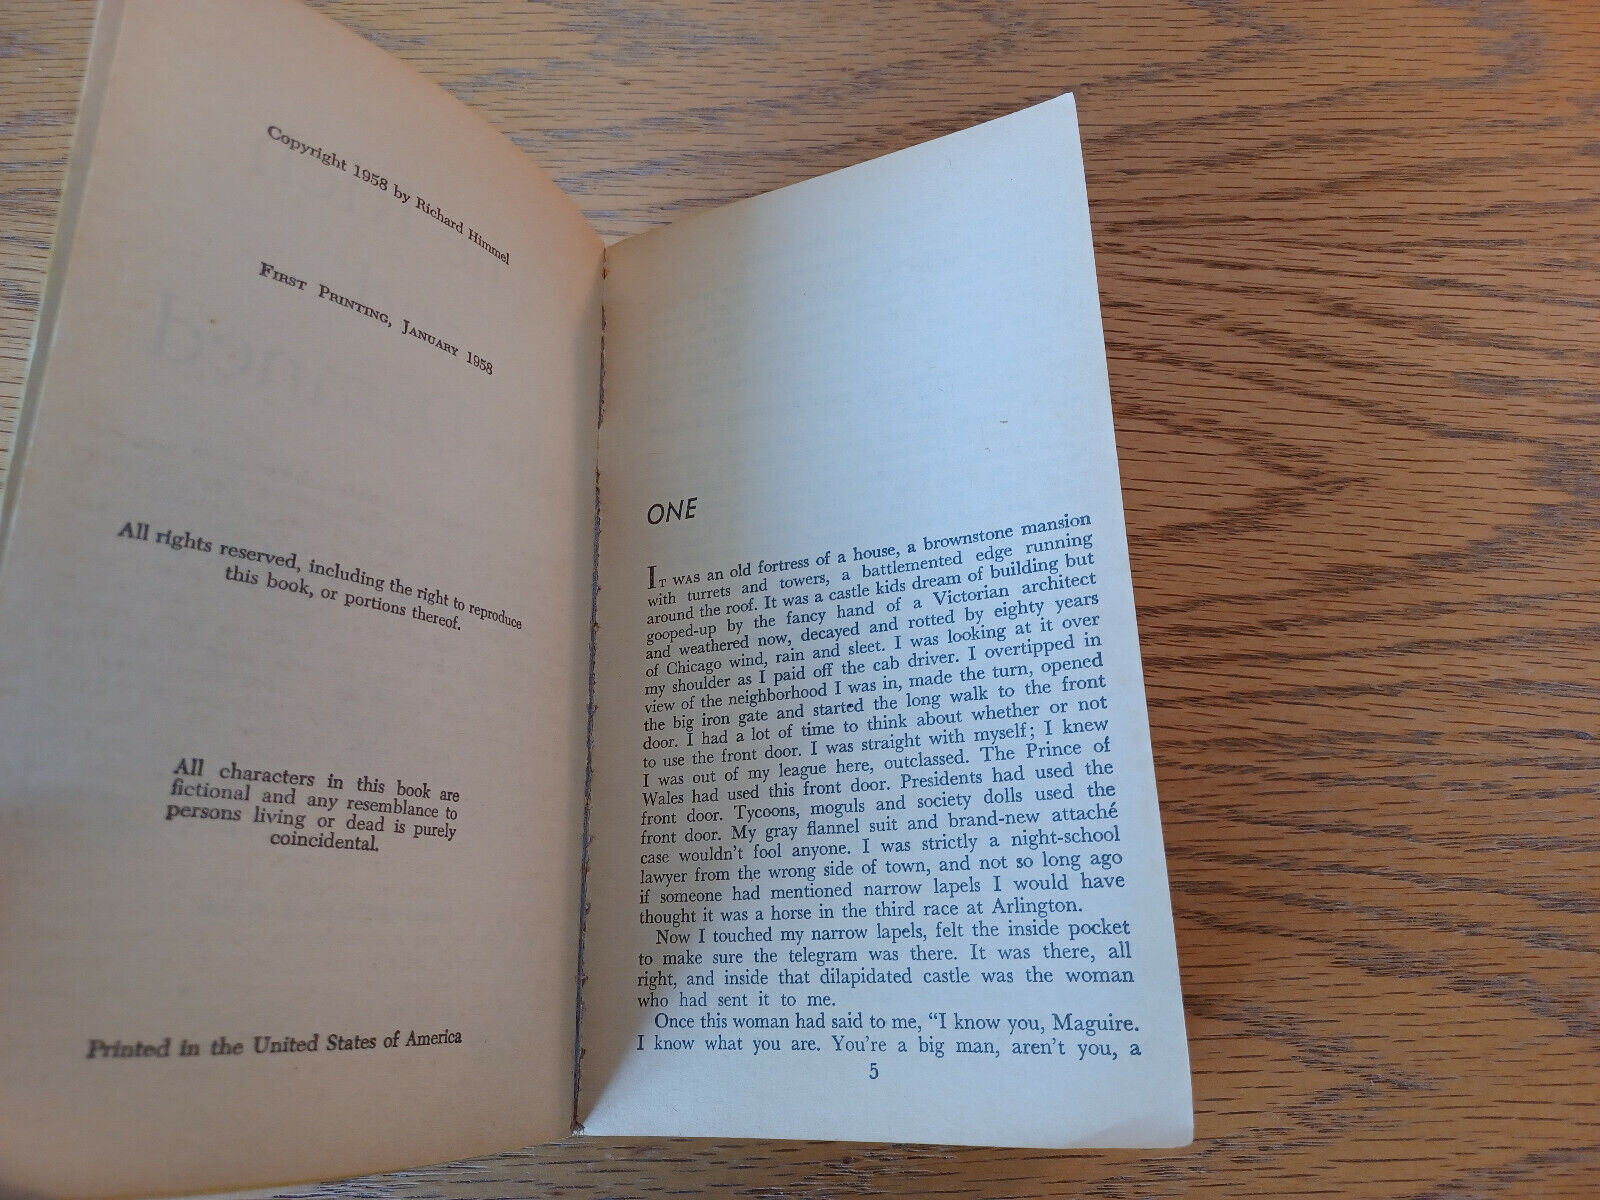 Copyright 1958 by Richard Himmel
First Printing, January 1958
All rights reserved, including the right to reproduce
this book, or portions thereof.
All characters in this book are
fictional and any resemblance to
persons living or dead is purely
coincidental.
Printed in the United States of America
ONE
It was an old fortress of a house, a brownstone mansion
with turrets and towers, a battlemented edge running
around the roof. It was a castle kids dream of building but
gooped-up by the fancy hand of a Victorian architect
and weathered now, decayed and rotted by eighty years
of Chicago wind, rain and sleet. I was looking at it over
my shoulder as I paid off the cab driver. I overtipped in
view of the neighborhood I was in, made the turn, opened
the big iron gate and started the long walk to the front
door. I had a lot of time to think about whether or not
to use the front door. I was straight with myself; I knew
I was out of my league here, outclassed. The Prince of
Wales had used this front door. Presidents had used the
front door. Tycoons, moguls and society dolls used the
front door. My gray flannel suit and brand-new attaché
case wouldn't fool anyone. I was strictly a night-school
lawyer from the wrong side of town, and not so long ago
if someone had mentioned narrow lapels I would have
thought it was a horse in the third race at Arlington.
Now I touched my narrow lapels, felt the inside pocket
to make sure the telegram was there. It was there, all
right, and inside that dilapidated castle was the woman
who had sent it to me.
Once this woman had said to me, “I know you, Maguire.
I know what you are. You're a big man, aren't you, a
5